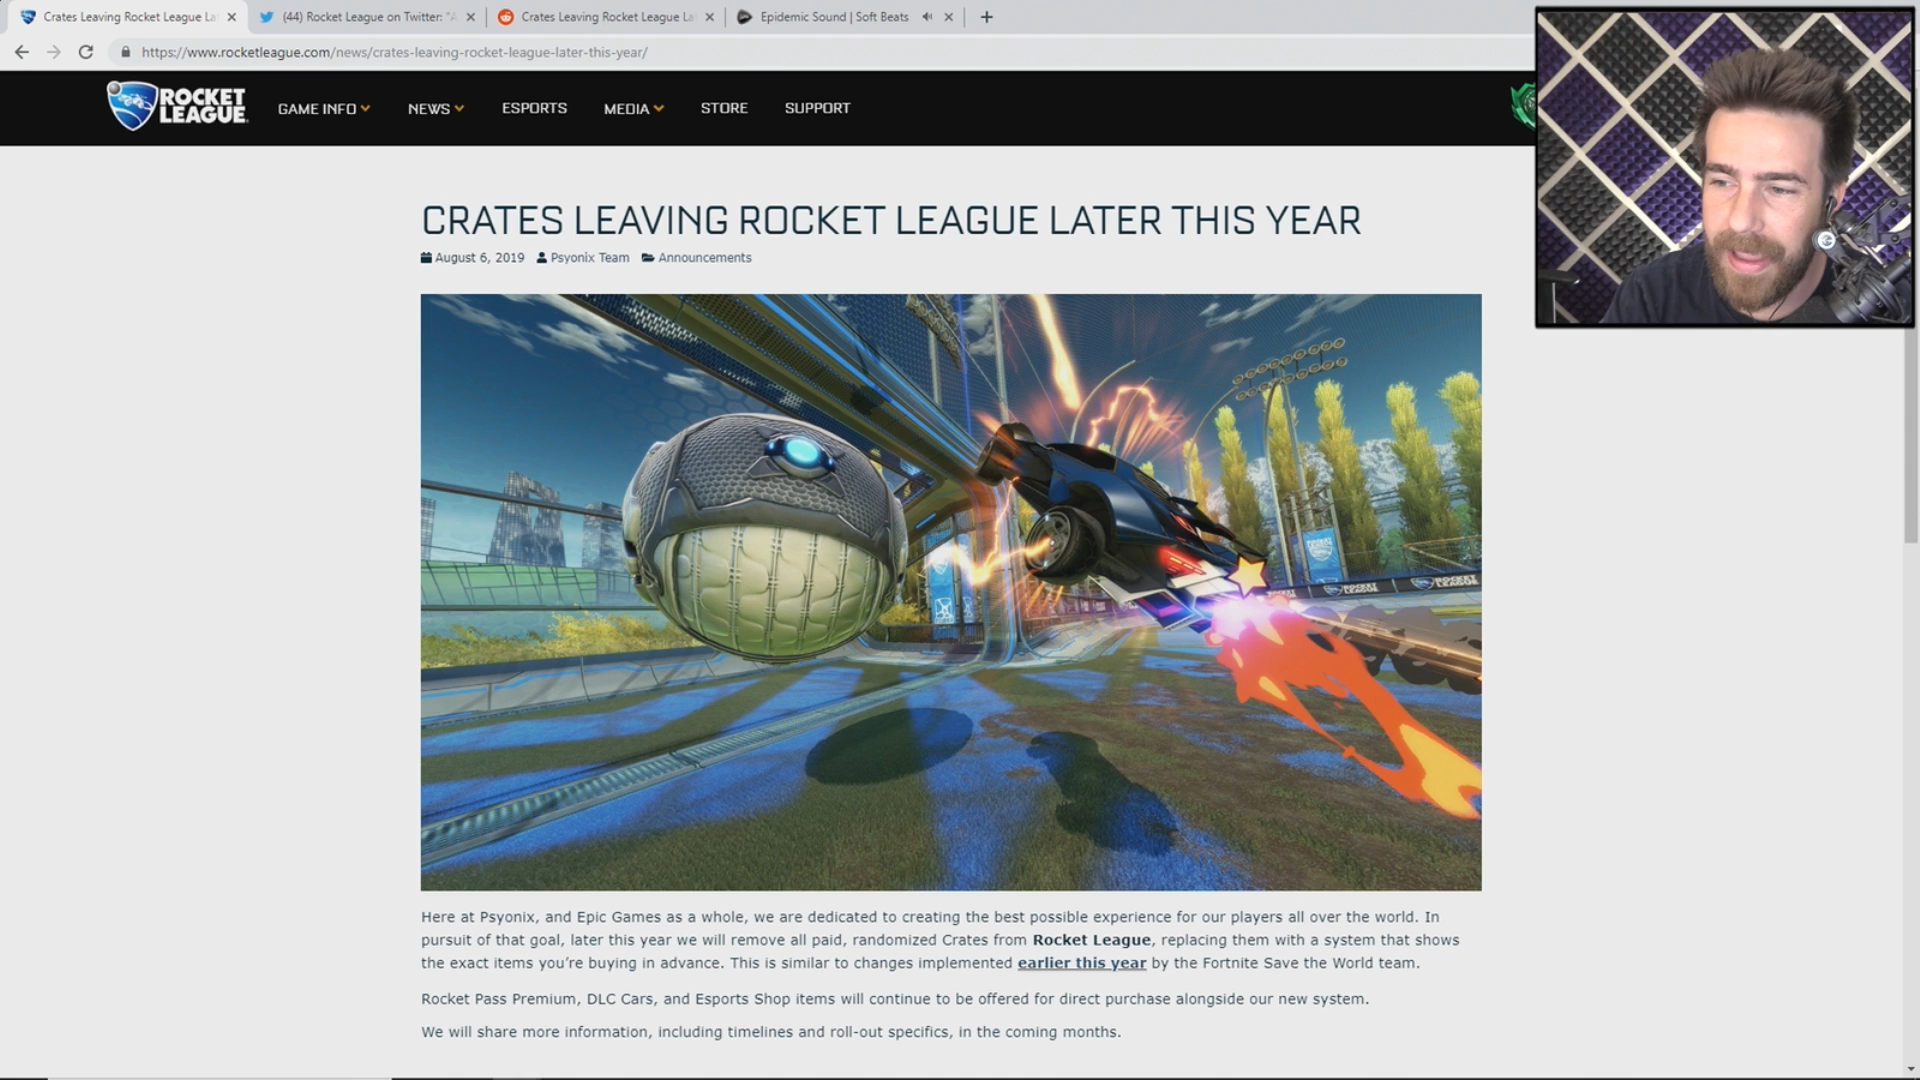 Crates Leaving Rocket League La
(44) Rocket League on Twitter: "A
Crates Leaving Rocket League La
Epidemic Sound | Soft Beats
https://www.rocketleague.com/news/crates-leaving-rocket-league-later-this-year/
ROCKET
LEAGUE
GAME INFO
NEWS
ESPORTS
MEDIA
STORE
SUPPORT
CRATES LEAVING ROCKET LEAGUE LATER THIS YEAR
August 6, 2019 Psyonix Team Announcements
ROCKET LEAGUE
ROCKET LEAGUE
Here at Psyonix, and Epic Games as a whole, we are dedicated to creating the best possible experience for our players all over the world. In
pursuit of that goal, later this year we will remove all paid, randomized Crates from Rocket League, replacing them with a system that shows
the exact items you're buying in advance. This is similar to changes implemented earlier this year by the Fortnite Save the World team.
Rocket Pass Premium, DLC Cars, and Esports Shop items will continue to be offered for direct purchase alongside our new system.
We will share more information, including timelines and roll-out specifics, in the coming months.